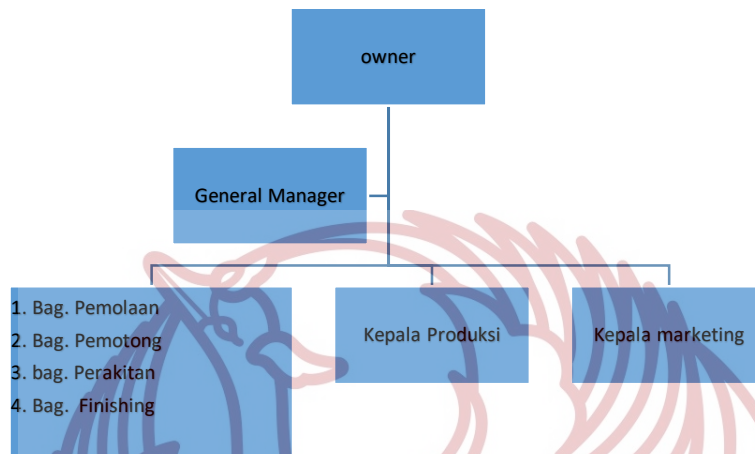 owner
General Manager
1. Bag. Pemolaan
2. Bag. Pemotong
3. bag. Perakitan
4. Bag. Finishing
Kepala Produksi
Kepala marketing